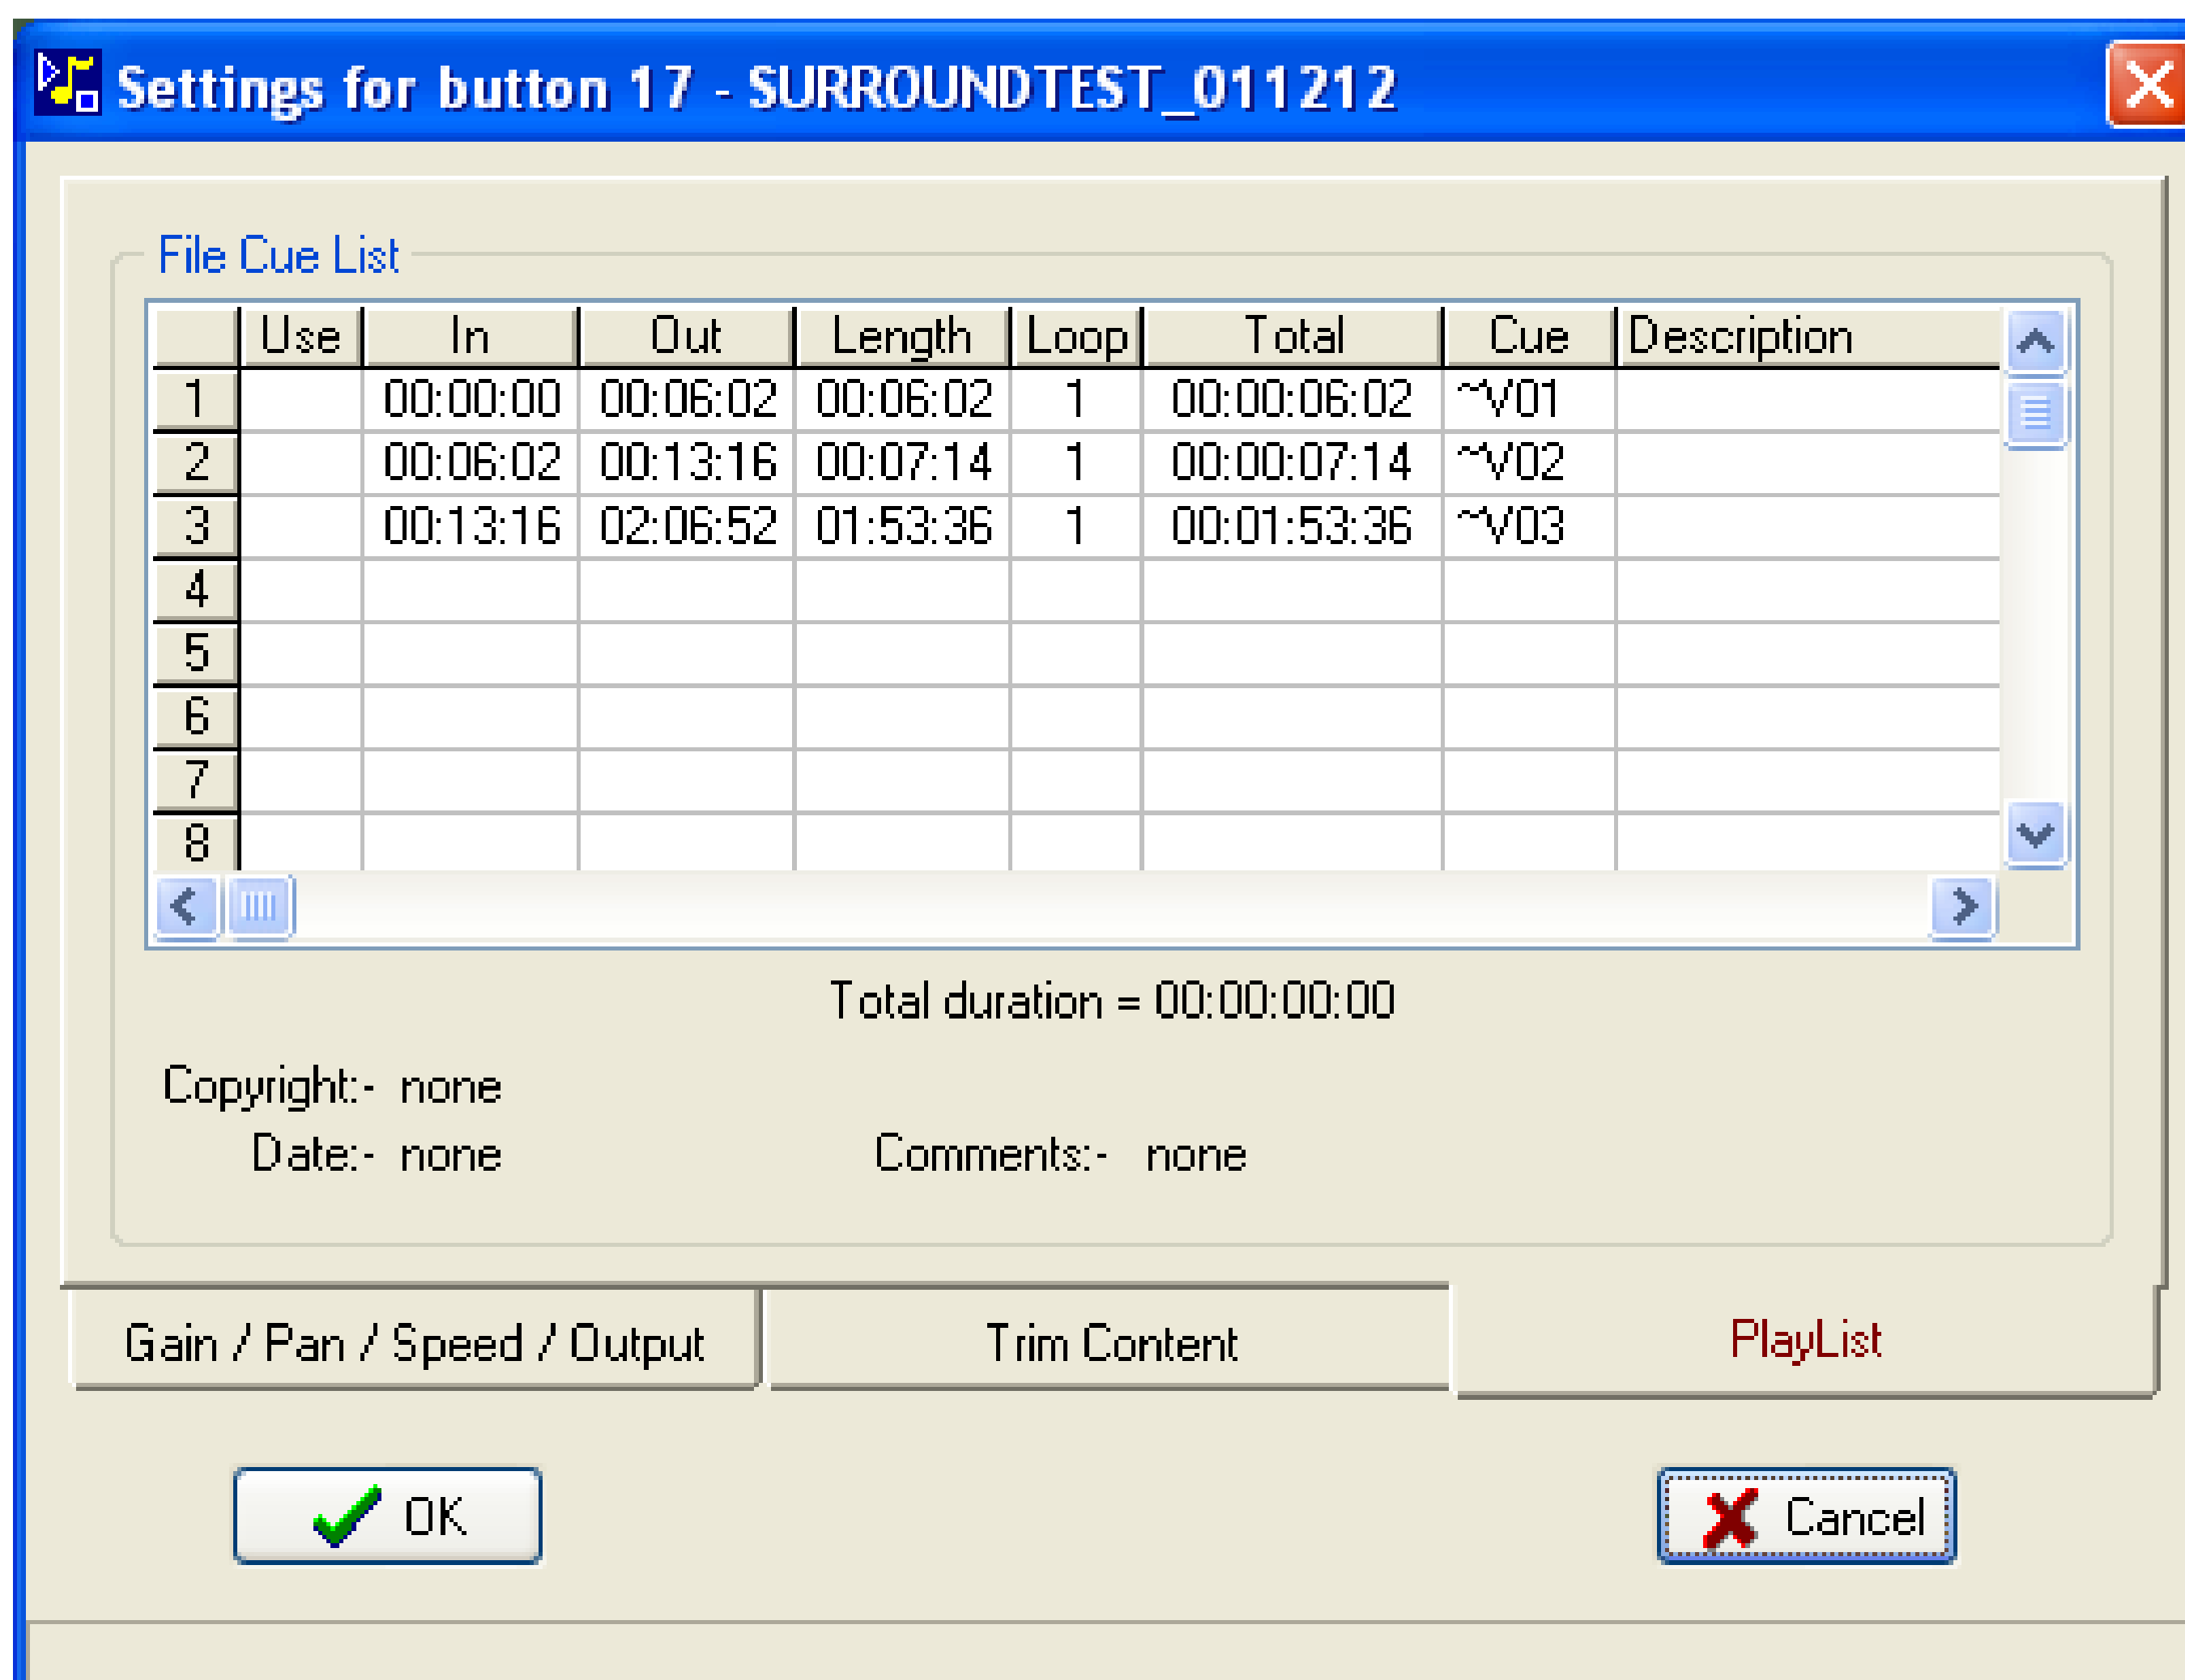 Settings for button 17 - SURROUNDTEST_011212
File Cue List
Use In Out Length Loop Total Cue Description
1 00:00:00 00:06:02 00:06:02 1 00:00:06:02 ~V01
2 00:06:02 00:13:16 00:07:14 1 00:00:07:14 ~V02
3 00:13:16 02:06:52 01:53:36 1 00:01:53:36 ~V03
4
5
6
7
8
Total duration = 00:00:00:00
Copyright:- none
Date:- none Comments:- none
Gain / Pan / Speed / Output Trim Content PlayList
OK Cancel